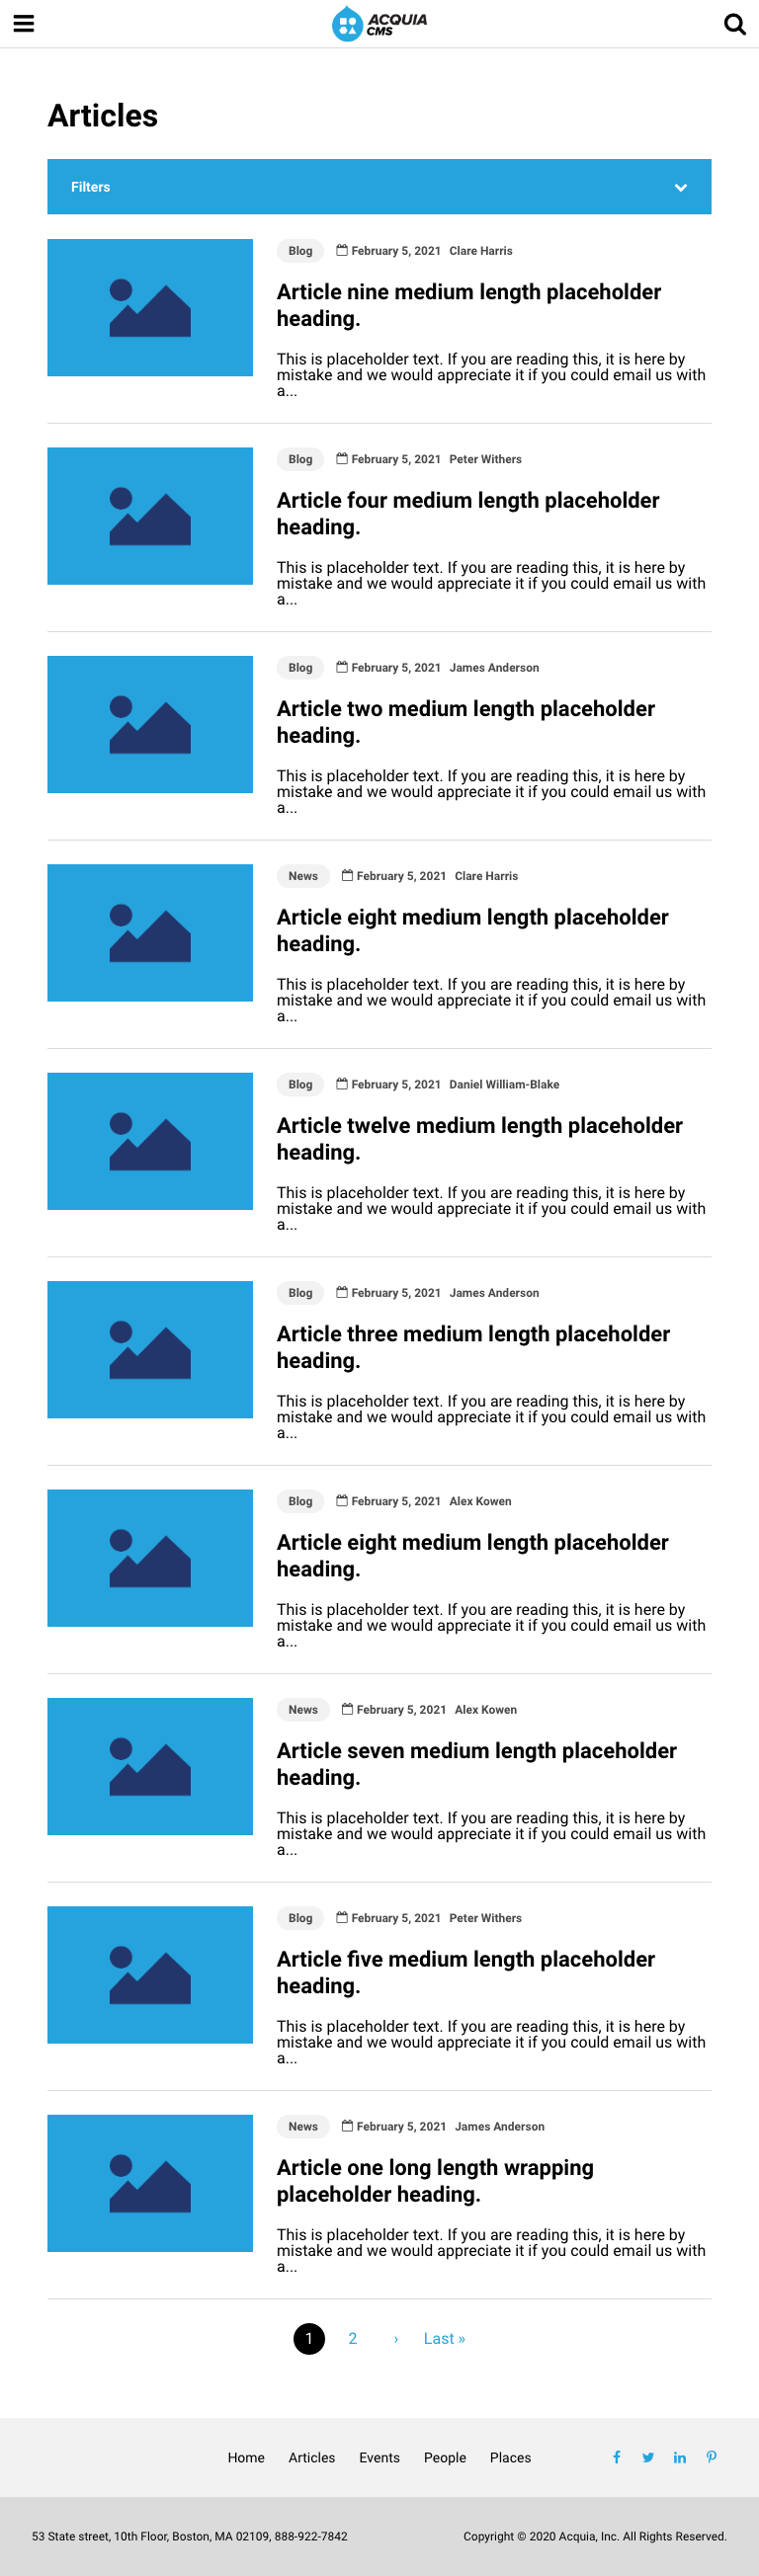 ACQUIA
CMS
Articles
Filters
Blog February 5, 2021 Clare Harris
Article nine medium length placeholder
heading.
This is placeholder text. If you are reading this, it is here by
mistake and we would appreciate it if you could email us with
a...
Blog February 5, 2021 Peter Withers
Article four medium length placeholder
heading.
This is placeholder text. If you are reading this, it is here by
mistake and we would appreciate it if you could email us with
a...
Blog February 5, 2021 James Anderson
Article two medium length placeholder
heading.
This is placeholder text. If you are reading this, it is here by
mistake and we would appreciate it if you could email us with
a...
News February 5, 2021 Clare Harris
Article eight medium length placeholder
heading.
This is placeholder text. If you are reading this, it is here by
mistake and we would appreciate it if you could email us with
a...
Blog February 5, 2021 Daniel William-Blake
Article twelve medium length placeholder
heading.
This is placeholder text. If you are reading this, it is here by
mistake and we would appreciate it if you could email us with
a...
Blog February 5, 2021 James Anderson
Article three medium length placeholder
heading.
This is placeholder text. If you are reading this, it is here by
mistake and we would appreciate it if you could email us with
a...
Blog February 5, 2021 Alex Kowen
Article eight medium length placeholder
heading.
This is placeholder text. If you are reading this, it is here by
mistake and we would appreciate it if you could email us with
a...
News February 5, 2021 Alex Kowen
Article seven medium length placeholder
heading.
This is placeholder text. If you are reading this, it is here by
mistake and we would appreciate it if you could email us with
a...
Blog February 5, 2021 Peter Withers
Article five medium length placeholder
heading.
This is placeholder text. If you are reading this, it is here by
mistake and we would appreciate it if you could email us with
a...
News February 5, 2021 James Anderson
Article one long length wrapping
placeholder heading.
This is placeholder text. If you are reading this, it is here by
mistake and we would appreciate it if you could email us with
a...
1 2 › Last »
Home Articles Events People Places
53 State street, 10th Floor, Boston, MA 02109, 888-922-7842 Copyright © 2020 Acquia, Inc. All Rights Reserved.